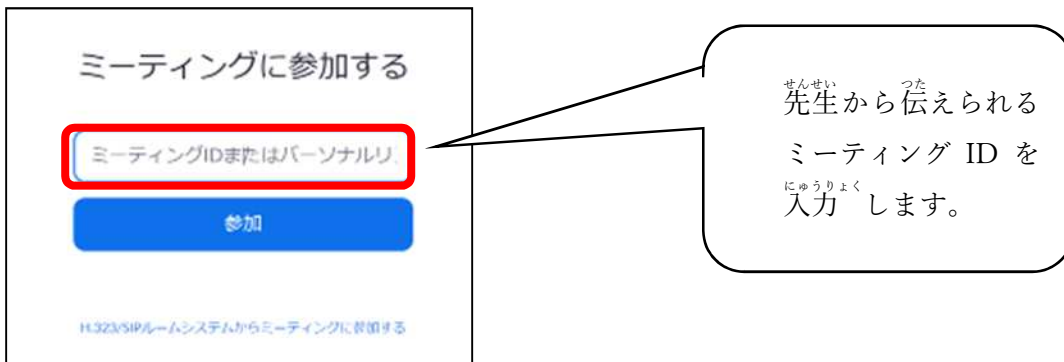 ミーティングに参加する
ミーティングIDまたはパーソナルリ
参加
H.323/SIPルームシステムからミーティングに参加する
せんせい つた
先生から伝えられる
ミーティング ID を
にゅうりょく
入力します。